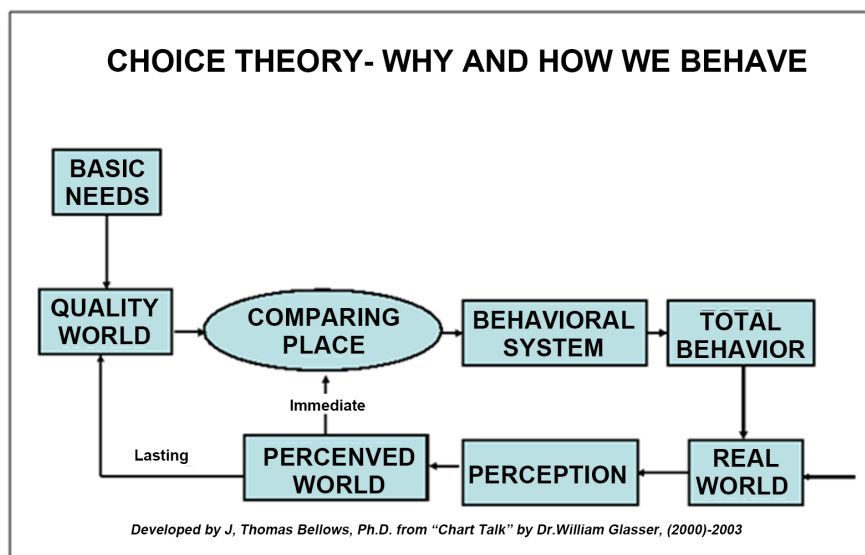 CHOICE THEORY- WHY AND HOW WE BEHAVE
BASIC
NEEDS
QUALITY
WORLD
COMPARING
PLACE
BEHAVIORAL
SYSTEM
TOTAL
BEHAVIOR
Immediate
Lasting
PERCENVED
WORLD
PERCEPTION
REAL
WORLD
Developed by J, Thomas Bellows, Ph.D. from “Chart Talk” by Dr.William Glasser, (2000)-2003